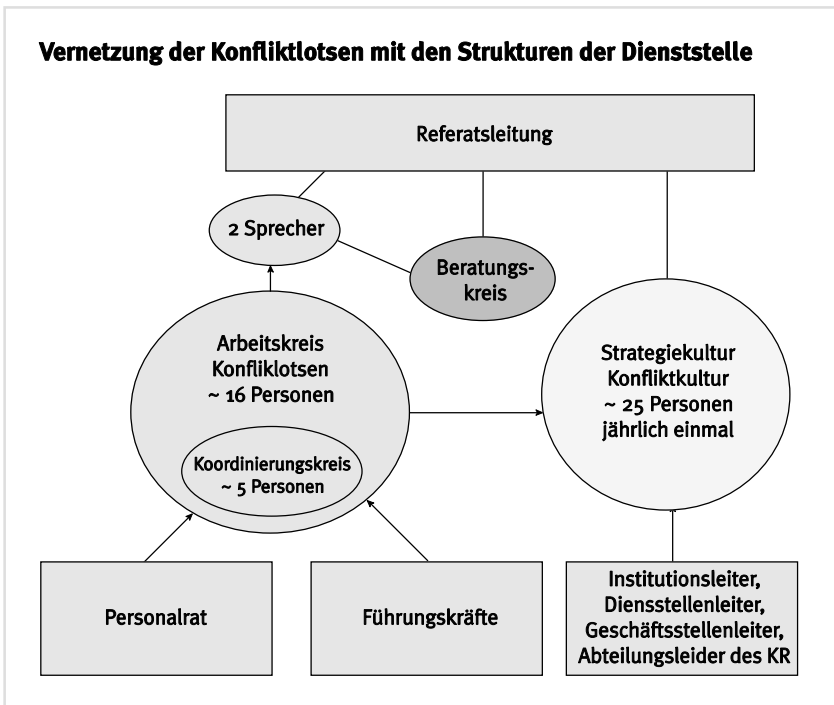 Vernetzung der Konfliktlotsen mit den Strukturen der Dienststelle
Referatsleitung
2 Sprecher
Beratungs-
kreis
Arbeitskreis
Konfliklotsen
~ 16 Personen
Koordinierungskreis
~ 5 Personen
Strategiekultur
Konfliktkultur
~ 25 Personen
jährlich einmal
Personalrat
Führungskräfte
Institutionsleiter,
Diensstellenleiter,
Geschäftsstellenleiter,
Abteilungsleider des KR